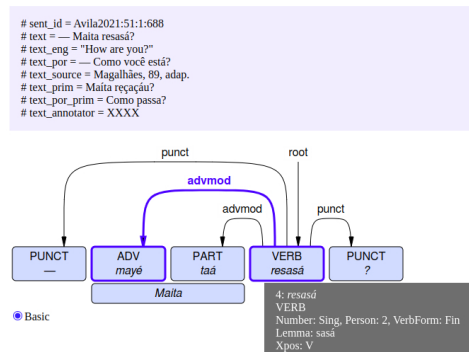 # sent_id = Avila2021:51:1:688
# text = — Maita resasá?
# text_eng = "How are you?"
# text_por = — Como você está?
# text_source = Magalhães, 89, adap.
# text_prim = Maíta reçaçáu?
# text_por_prim = Como passa?
# text_annotator = XXXX
punct root
advmod
advmod punct
PUNCT ADV PART VERB PUNCT
— mayé taá resasá ?
Maita
4: resasá
VERB
Number: Sing, Person: 2, VerbForm: Fin
Lemma: sasá
Xpos: V
Basic